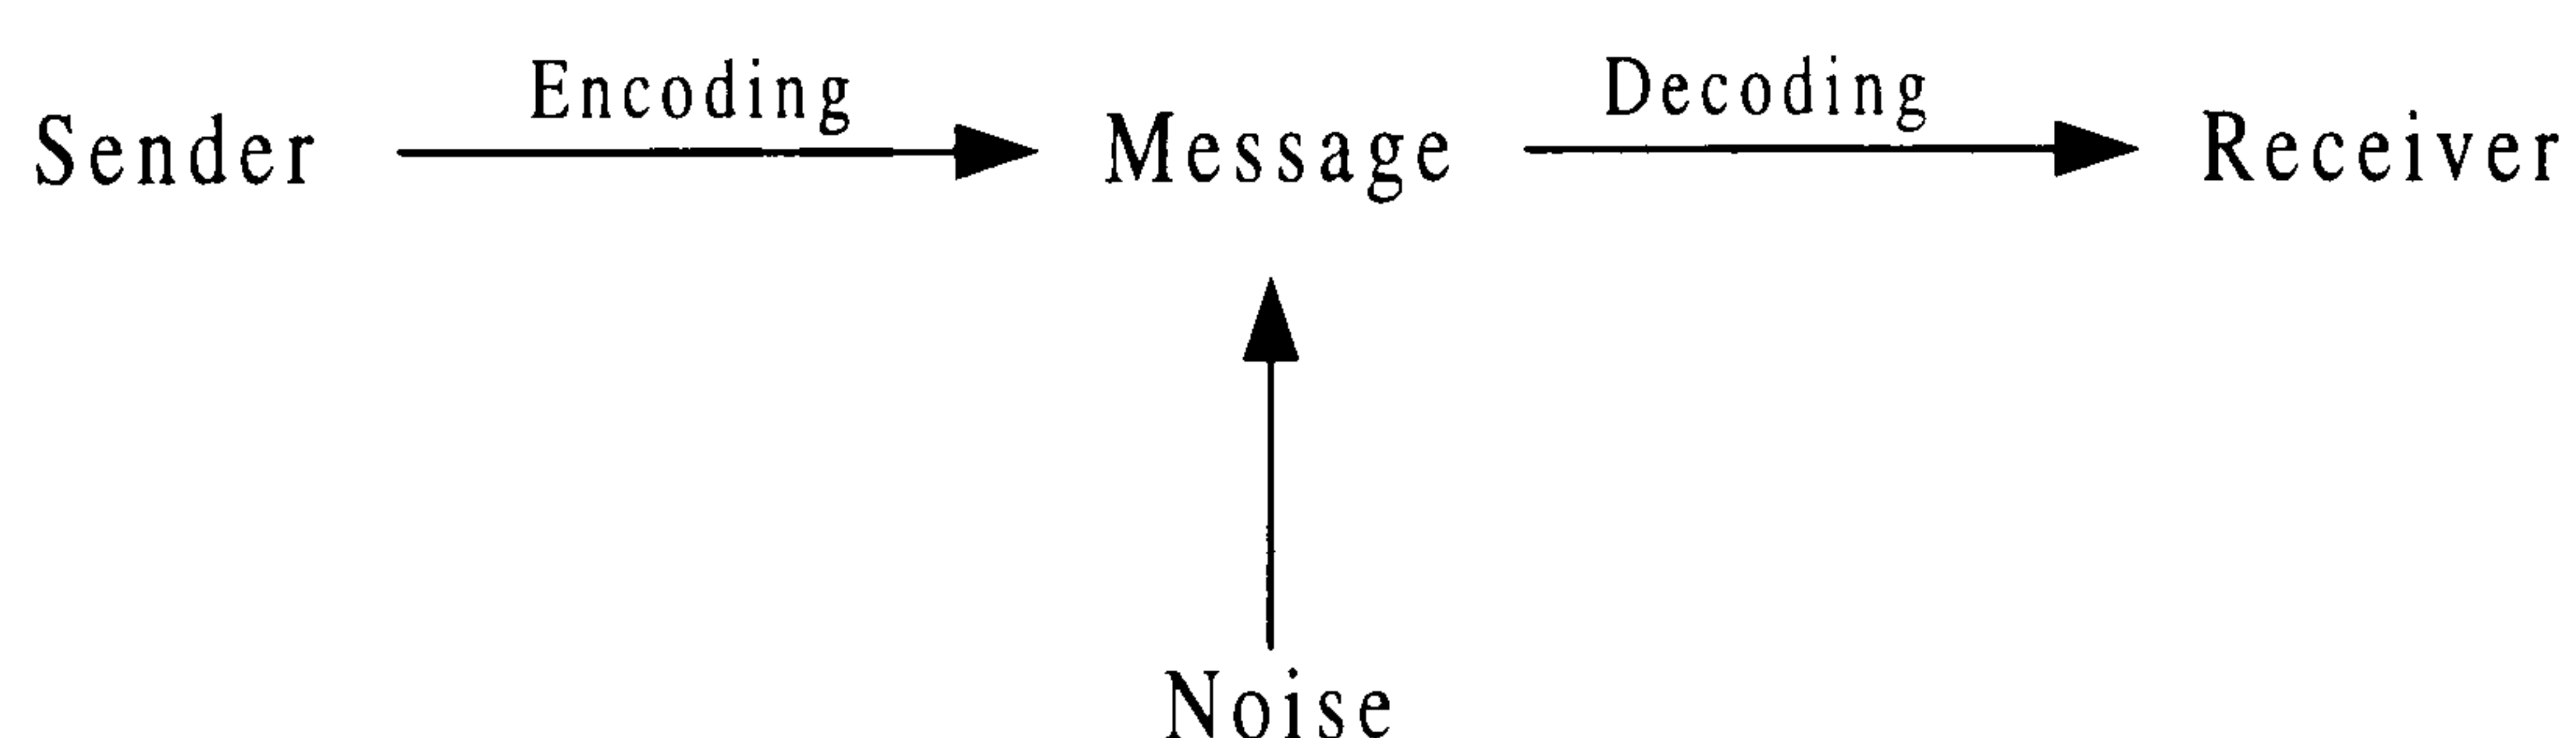 Encoding
Decoding
Sender
Message
Receiver
Noise